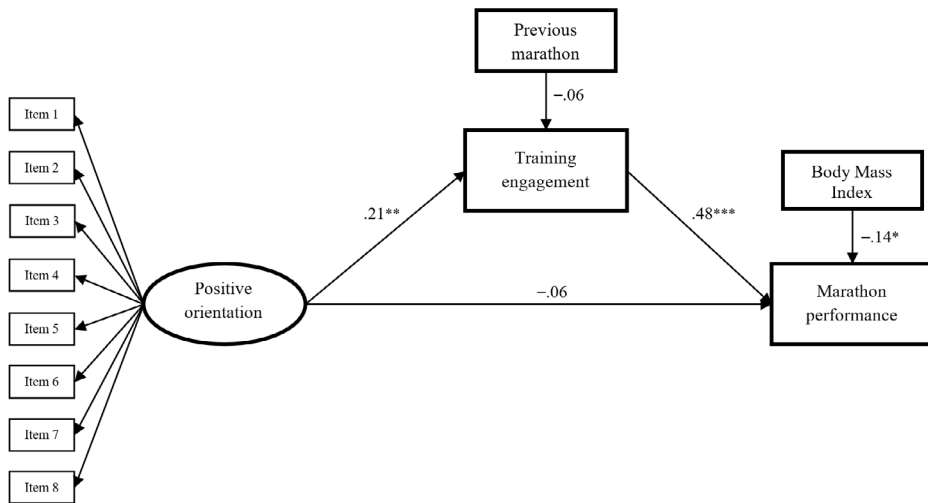 Previous
marathon
−.06
Item 1
Item 2
Item 3
Item 4
Item 5
Item 6
Item 7
Item 8
Training
engagement
Body Mass
Index
.21**
.48***
−.14*
Positive
orientation
−.06
Marathon
performance